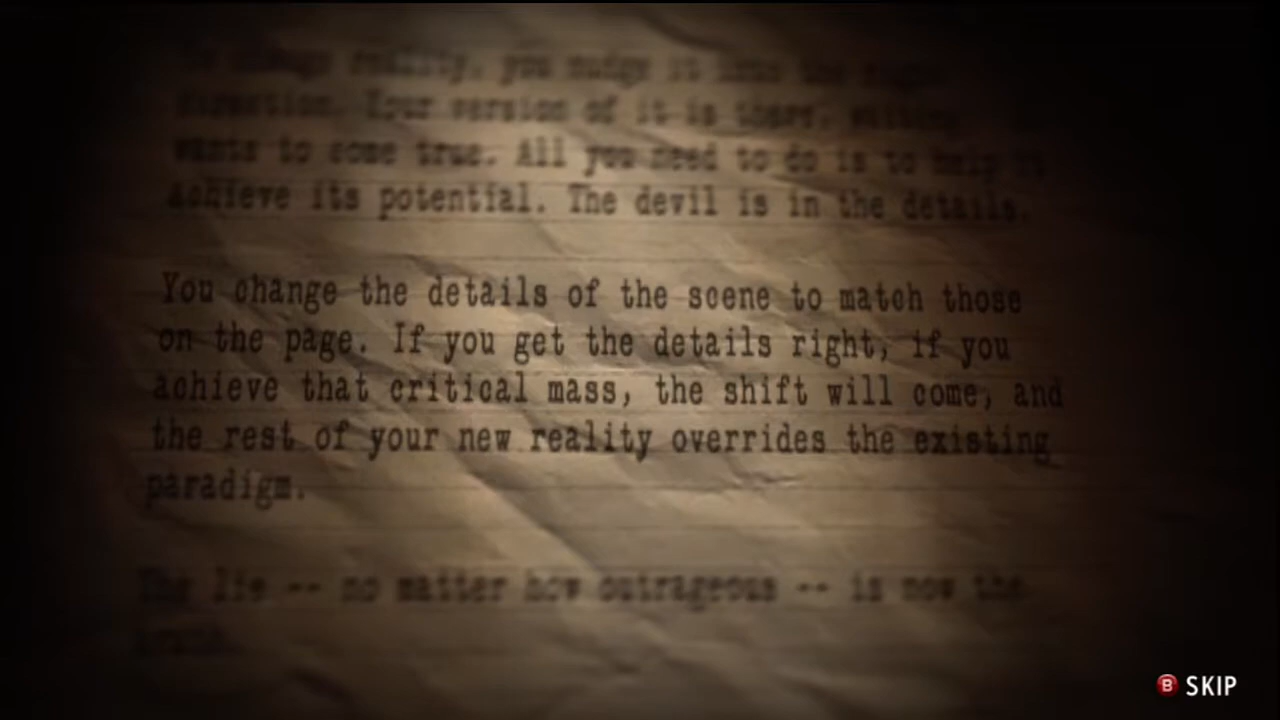 To change reality, you nudge it into the right
direction. Your version of it is there, waiting,
wants to come true. All you need to do is to help it
achieve its potential. The devil is in the details.
You change the details of the scene to match those
on the page. If you get the details right, if you
achieve that critical mass, the shift will come, and
the rest of your new reality overrides the existing
paradigm.
The lie -- no matter how outrageous -- is now the
truth.
B SKIP